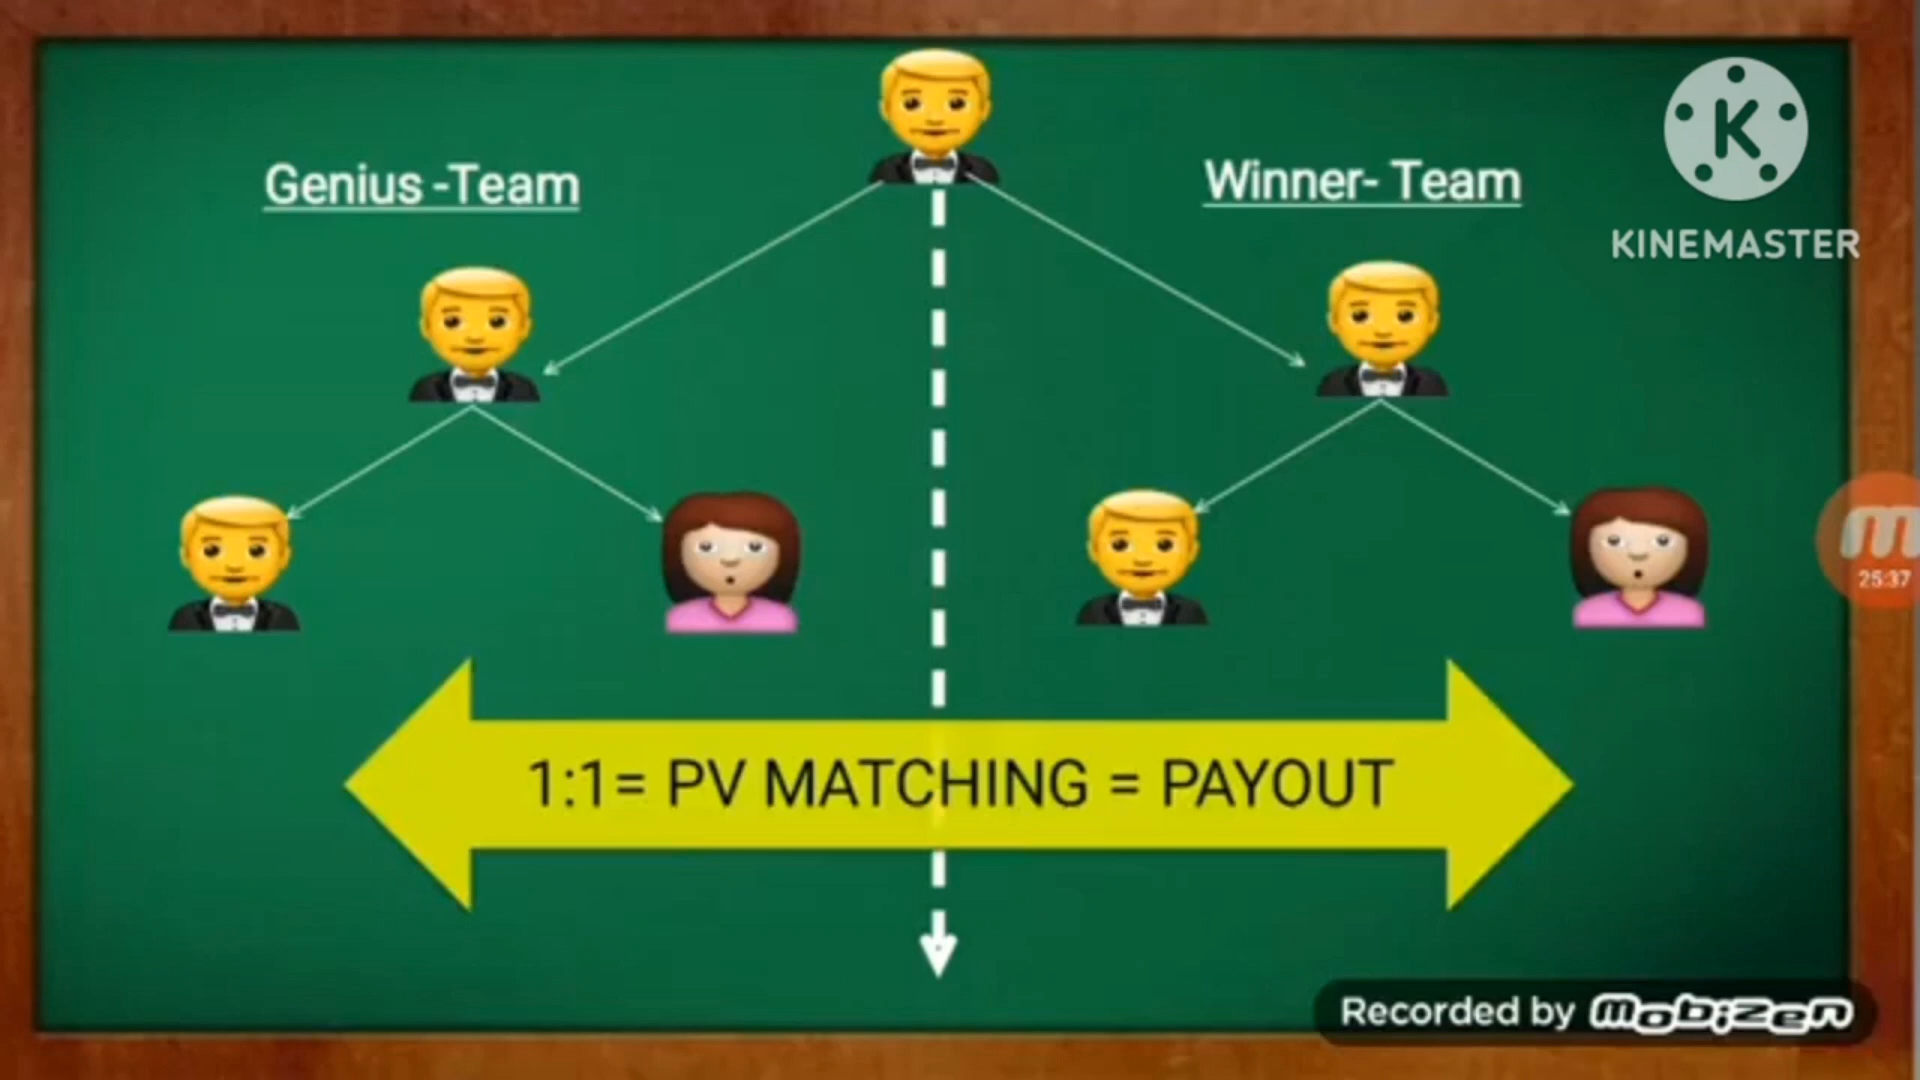 Genius -Team
Winner- Team
K
KINEMASTER
25:37
1:1= PV MATCHING = PAYOUT
Recorded by mobizen